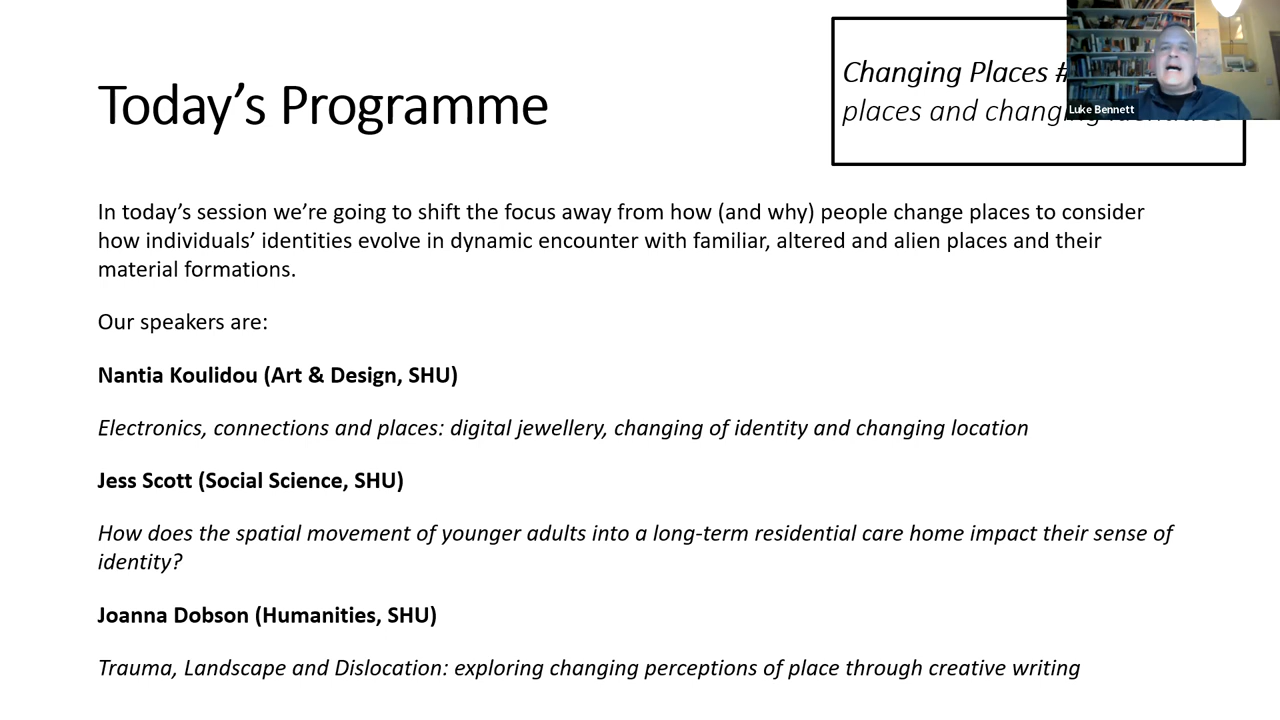 Today’s Programme
Changing Places #
places and changing identities
Luke Bennett
In today’s session we’re going to shift the focus away from how (and why) people change places to consider
how individuals’ identities evolve in dynamic encounter with familiar, altered and alien places and their
material formations.
Our speakers are:
Nantia Koulidou (Art & Design, SHU)
Electronics, connections and places: digital jewellery, changing of identity and changing location
Jess Scott (Social Science, SHU)
How does the spatial movement of younger adults into a long-term residential care home impact their sense of
identity?
Joanna Dobson (Humanities, SHU)
Trauma, Landscape and Dislocation: exploring changing perceptions of place through creative writing